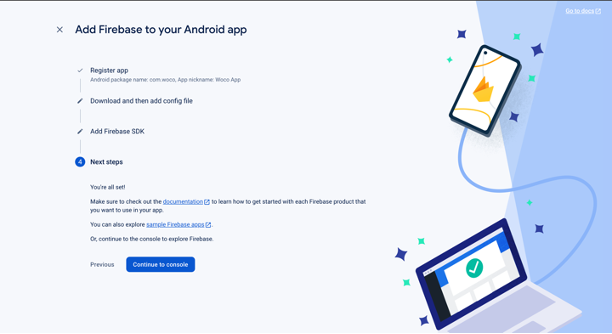 Go to docs
Add Firebase to your Android app
Register app
Android package name: com.woco, App nickname: Woco App
Download and then add config file
Add Firebase SDK
4 Next steps
You're all set!
Make sure to check out the documentation to learn how to get started with each Firebase product that
you want to use in your app.
You can also explore sample Firebase apps.
Or, continue to the console to explore Firebase.
Previous Continue to console